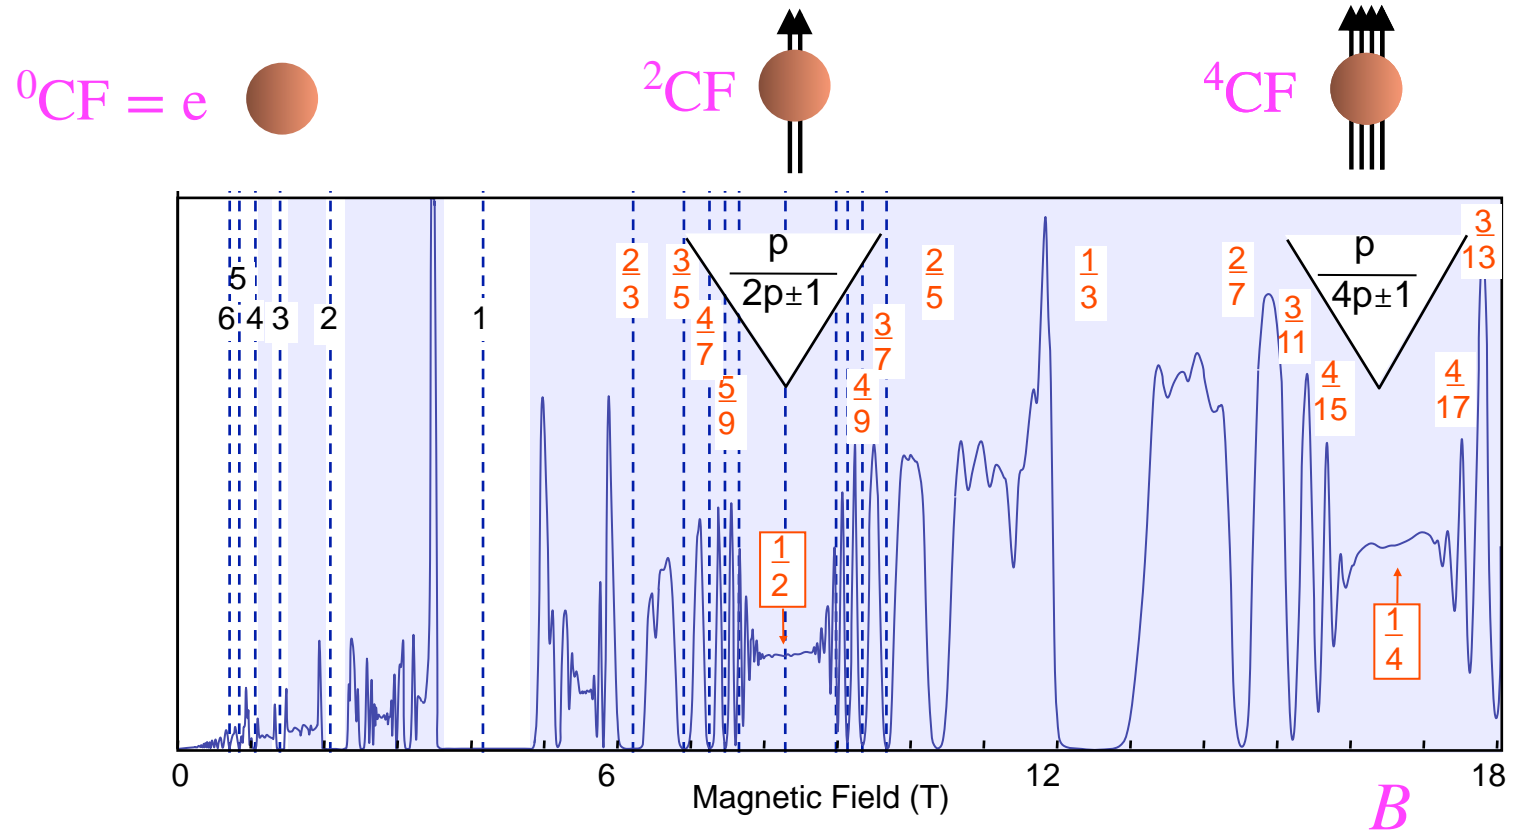 ⁰CF = e
²CF
⁴CF
5
6 4 3 2 1
2/3
3/5
4/7
5/9
p/2p±1
1/2
4/9
3/7
2/5
1/3
2/7
3/11
4/15
p/4p±1
1/4
4/17
3/13
0 6 12 18
Magnetic Field (T)
B